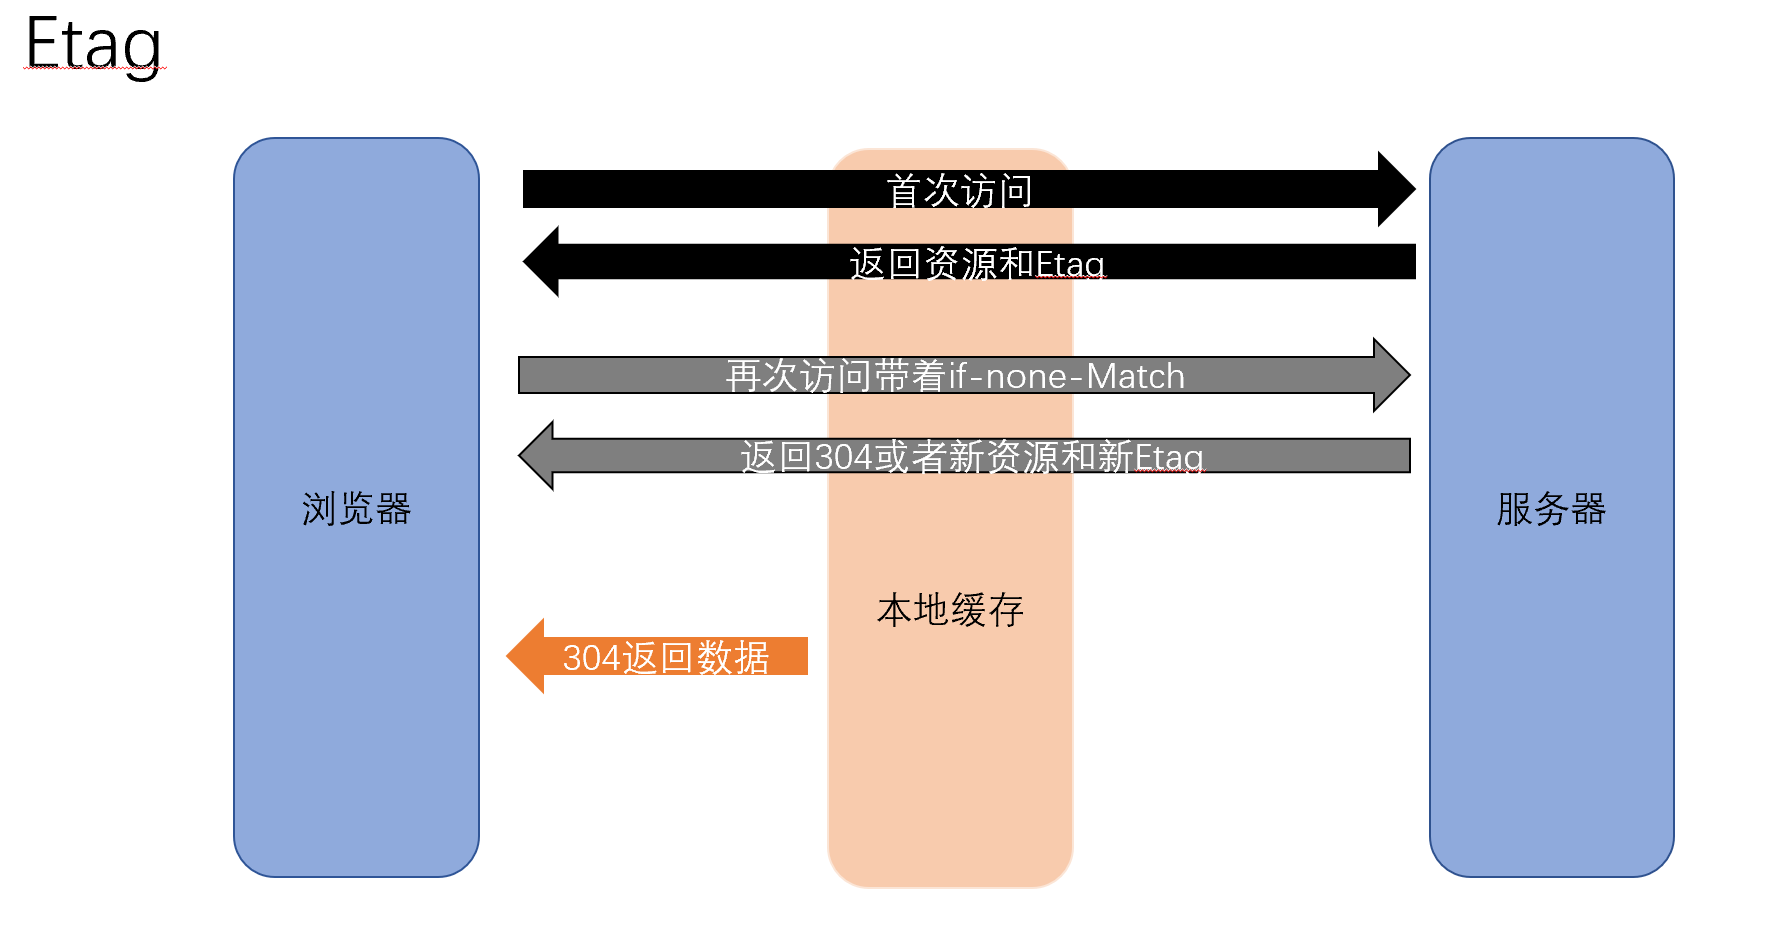 Etag
首次访问
返回资源和Etag
再次访问带着if-none-Match
返回304或者新资源和新Etag
浏览器
服务器
本地缓存
304返回数据